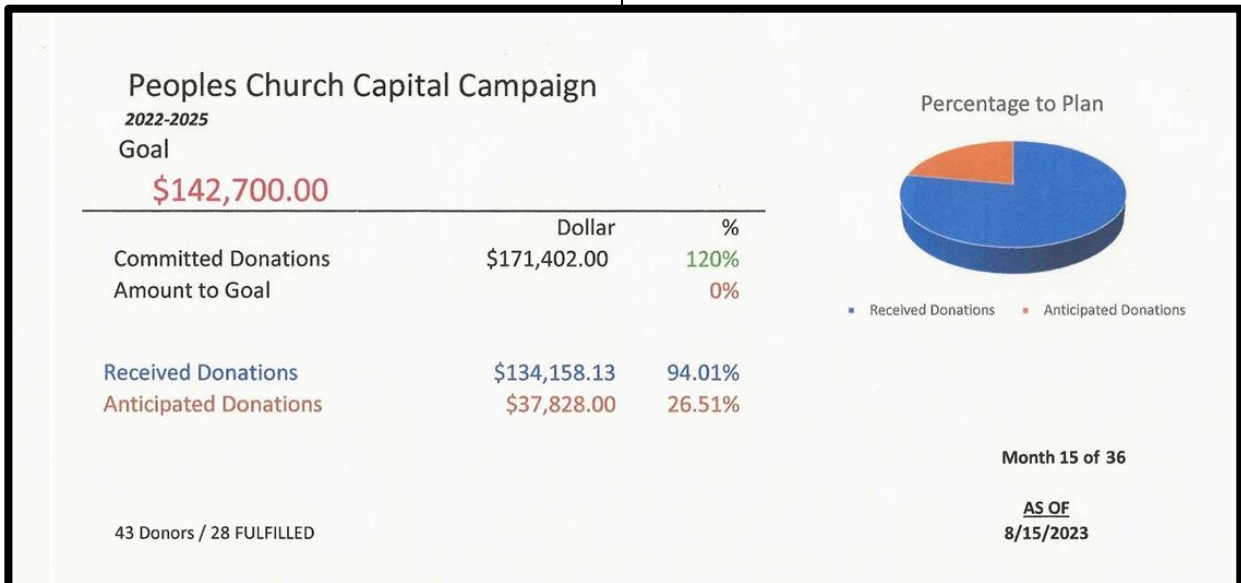 Peoples Church Capital Campaign
2022-2025
Goal
$142,700.00
Dollar %
Committed Donations $171,402.00 120%
Amount to Goal 0%
Received Donations $134,158.13 94.01%
Anticipated Donations $37,828.00 26.51%
43 Donors / 28 FULFILLED
Percentage to Plan
Received Donations Anticipated Donations
Month 15 of 36
AS OF
8/15/2023